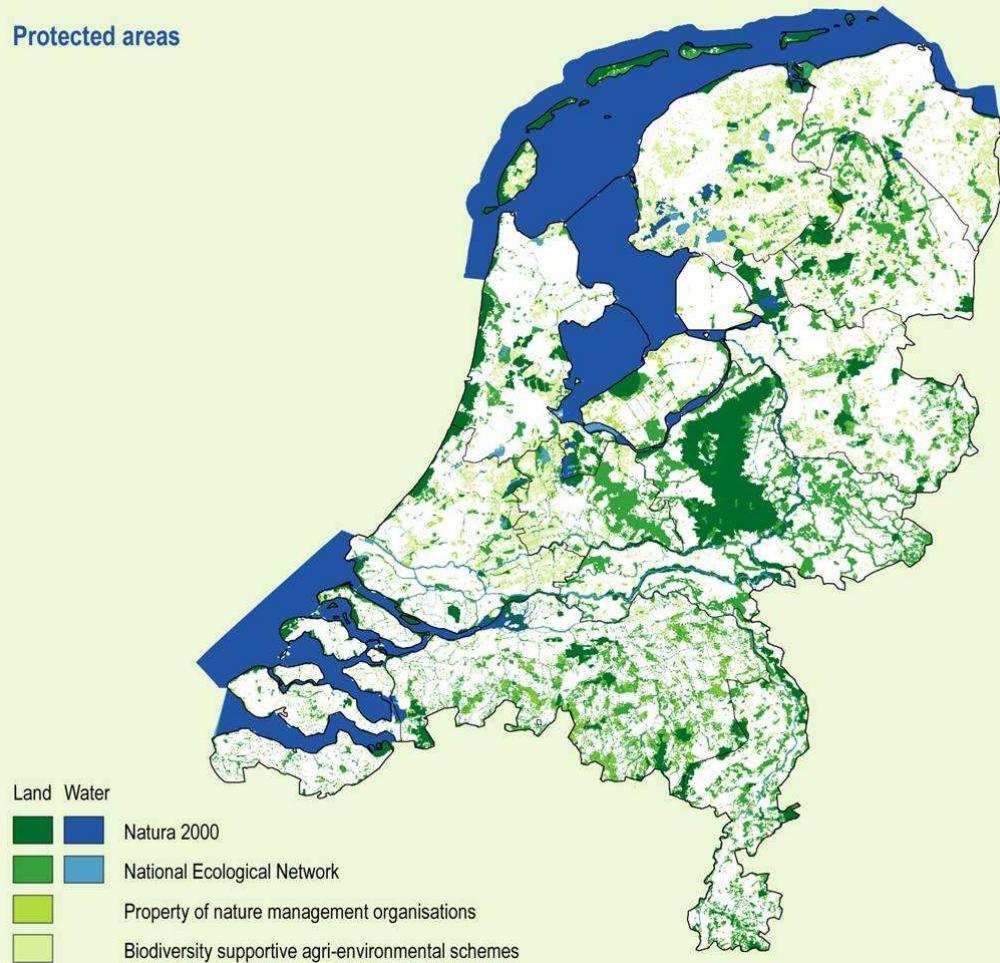 Protected areas
Land Water
Natura 2000
National Ecological Network
Property of nature management organisations
Biodiversity supportive agri-environmental schemes